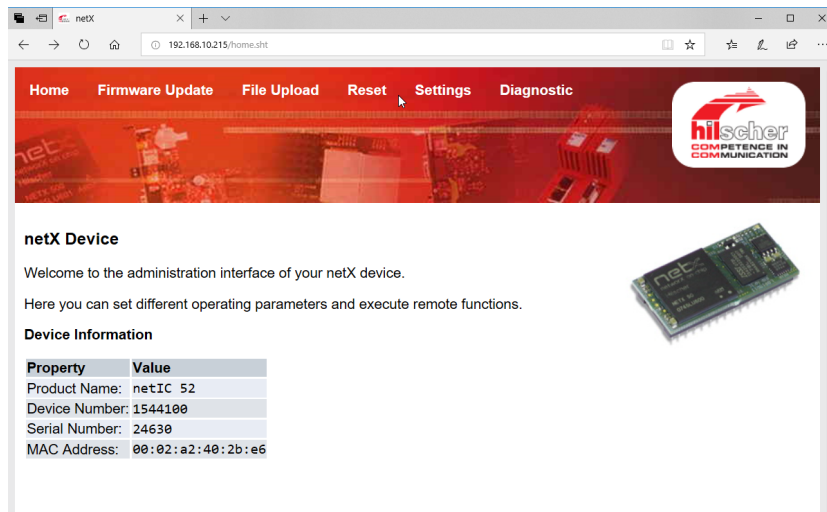 netX
192.168.10.215/home.sht
Home Firmware Update File Upload Reset Settings Diagnostic
hilscher
COMPETENCE IN
COMMUNICATION
netX Device
Welcome to the administration interface of your netX device.
Here you can set different operating parameters and execute remote functions.
Device Information
Property Value
Product Name: netIC 52
Device Number: 1544100
Serial Number: 24630
MAC Address: 00:02:a2:40:2b:e6